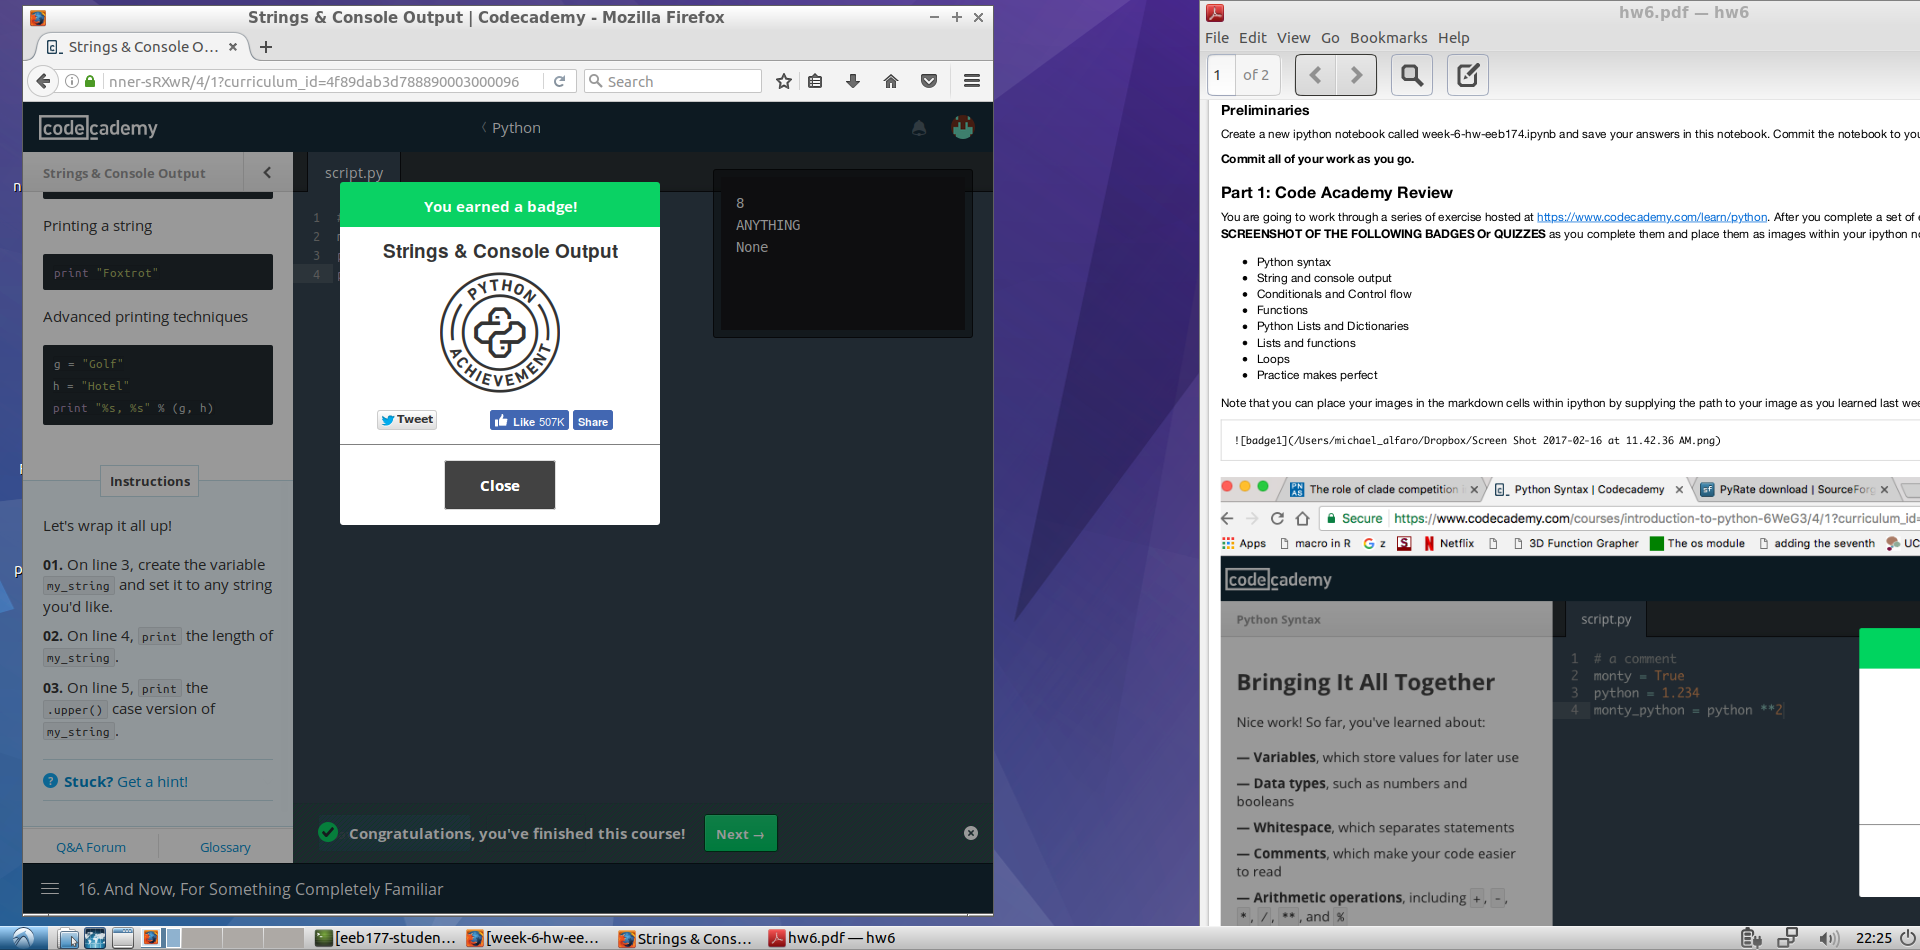 Strings & Console Output | Codecademy - Mozilla Firefox
Strings & Console O...
nner-sRXwR/4/1?curriculum_id=4f89dab3d788890003000096
Search
codecademy
Python
Strings & Console Output
script.py
Printing a string
print "Foxtrot"
Advanced printing techniques
g = "Golf"
h = "Hotel"
print "%s, %s" % (g, h)
Instructions
Let's wrap it all up!
01. On line 3, create the variable
my_string and set it to any string
you'd like.
02. On line 4, print the length of
my_string.
03. On line 5, print the
.upper() case version of
my_string.
Stuck? Get a hint!
Q&A Forum
Glossary
1
2
3
4
You earned a badge!
Strings & Console Output
PYTHON
ACHIEVEMENT
Tweet
Like 507K
Share
Close
8
ANYTHING
None
Congratulations, you've finished this course!
Next →
16. And Now, For Something Completely Familiar
hw6.pdf — hw6
File Edit View Go Bookmarks Help
1 of 2
Preliminaries
Create a new ipython notebook called week-6-hw-eeb174.ipynb and save your answers in this notebook. Commit the notebook to you
Commit all of your work as you go.
Part 1: Code Academy Review
You are going to work through a series of exercise hosted at https://www.codecademy.com/learn/python. After you complete a set of
SCREENSHOT OF THE FOLLOWING BADGES Or QUIZZES as you complete them and place them as images within your ipython no
• Python syntax
• String and console output
• Conditionals and Control flow
• Functions
• Python Lists and Dictionaries
• Lists and functions
• Loops
• Practice makes perfect
Note that you can place your images in the markdown cells within ipython by supplying the path to your image as you learned last wee
![badge1](/Users/michael_alfaro/Dropbox/Screen Shot 2017-02-16 at 11.42.36 AM.png)
PNAS The role of clade competition
Python Syntax | Codecademy
sf PyRate download | SourceForg
Secure https://www.codecademy.com/courses/introduction-to-python-6WeG3/4/1?curriculum_id=
Apps macro in R G z S Netflix 3D Function Grapher The os module adding the seventh UC
codecademy
Python Syntax
script.py
Bringing It All Together
Nice work! So far, you've learned about:
— Variables, which store values for later use
— Data types, such as numbers and
booleans
— Whitespace, which separates statements
— Comments, which make your code easier
to read
— Arithmetic operations, including +, -,
*, /, **, and %
1 # a comment
2 monty = True
3 python = 1.234
4 monty_python = python **2
[eeb177-studen...
[week-6-hw-ee...
Strings & Cons...
hw6.pdf — hw6
22:25